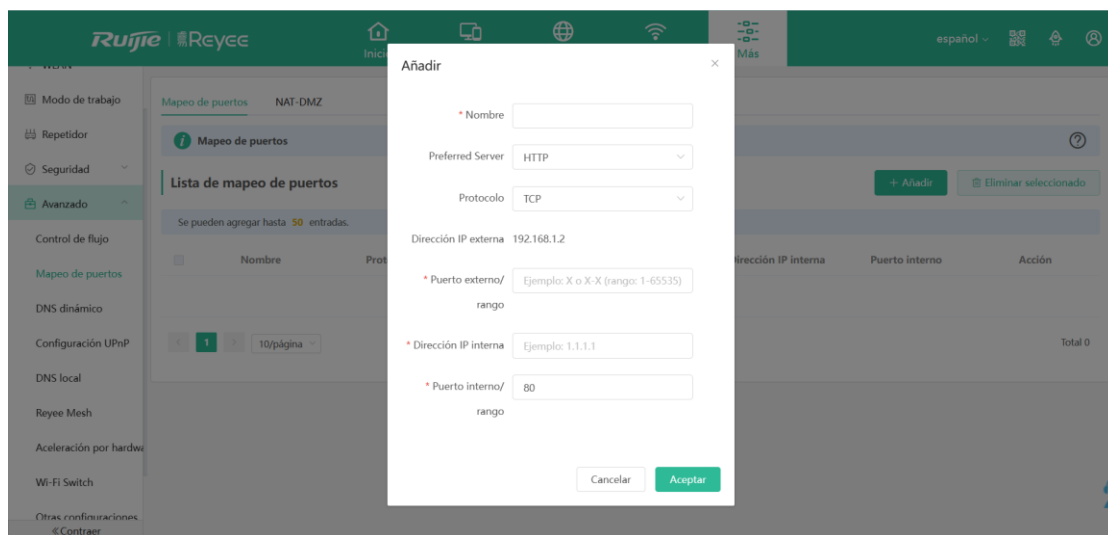 Ruijie Reyee
Inicio
Más
español
WLAN
Modo de trabajo
Repetidor
Seguridad
Avanzado
Control de flujo
Mapeo de puertos
DNS dinámico
Configuración UPnP
DNS local
Reyee Mesh
Aceleración por hardwa
Wi-Fi Switch
Otras configuraciones
≪Contraer
Mapeo de puertos NAT-DMZ
Mapeo de puertos
Lista de mapeo de puertos
+ Añadir Eliminar seleccionado
Se pueden agregar hasta 50 entradas.
Nombre Prot Dirección IP interna Puerto interno Acción
1 10/página Total 0
Añadir
* Nombre
Preferred Server HTTP
Protocolo TCP
Dirección IP externa 192.168.1.2
* Puerto externo/
rango
Ejemplo: X o X-X (rango: 1-65535)
* Dirección IP interna Ejemplo: 1.1.1.1
* Puerto interno/
rango
80
Cancelar Aceptar